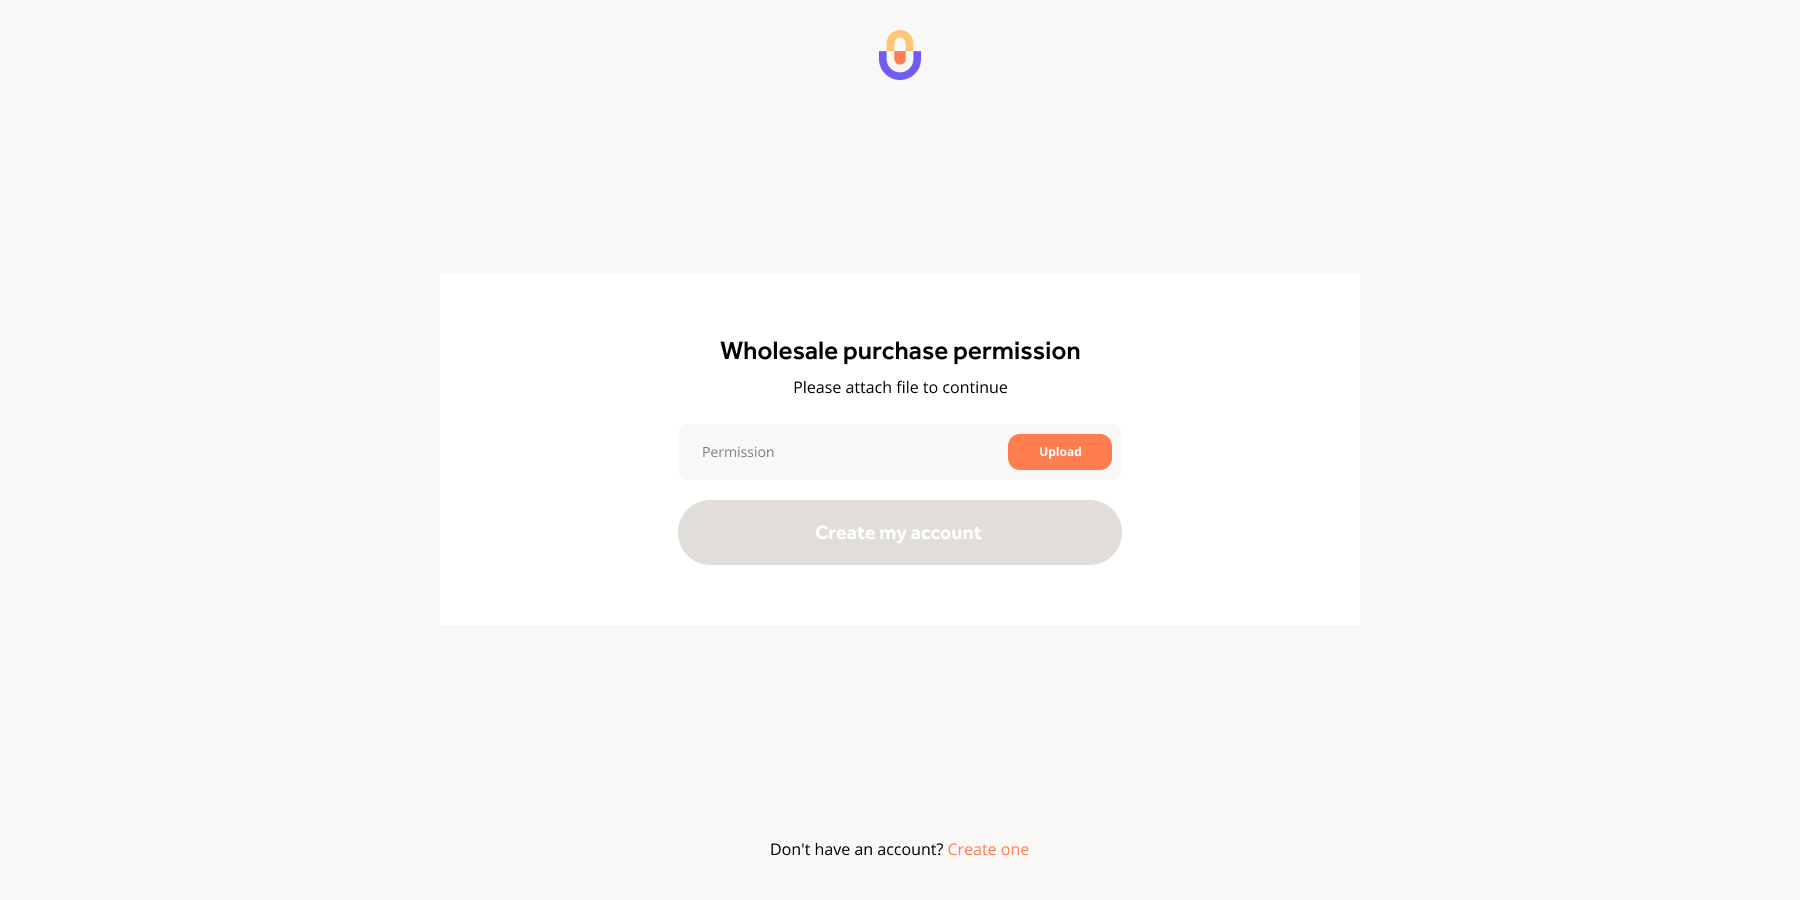 Wholesale purchase permission
Please attach file to continue
Permission
Upload
Create my account
Don't have an account? Create one